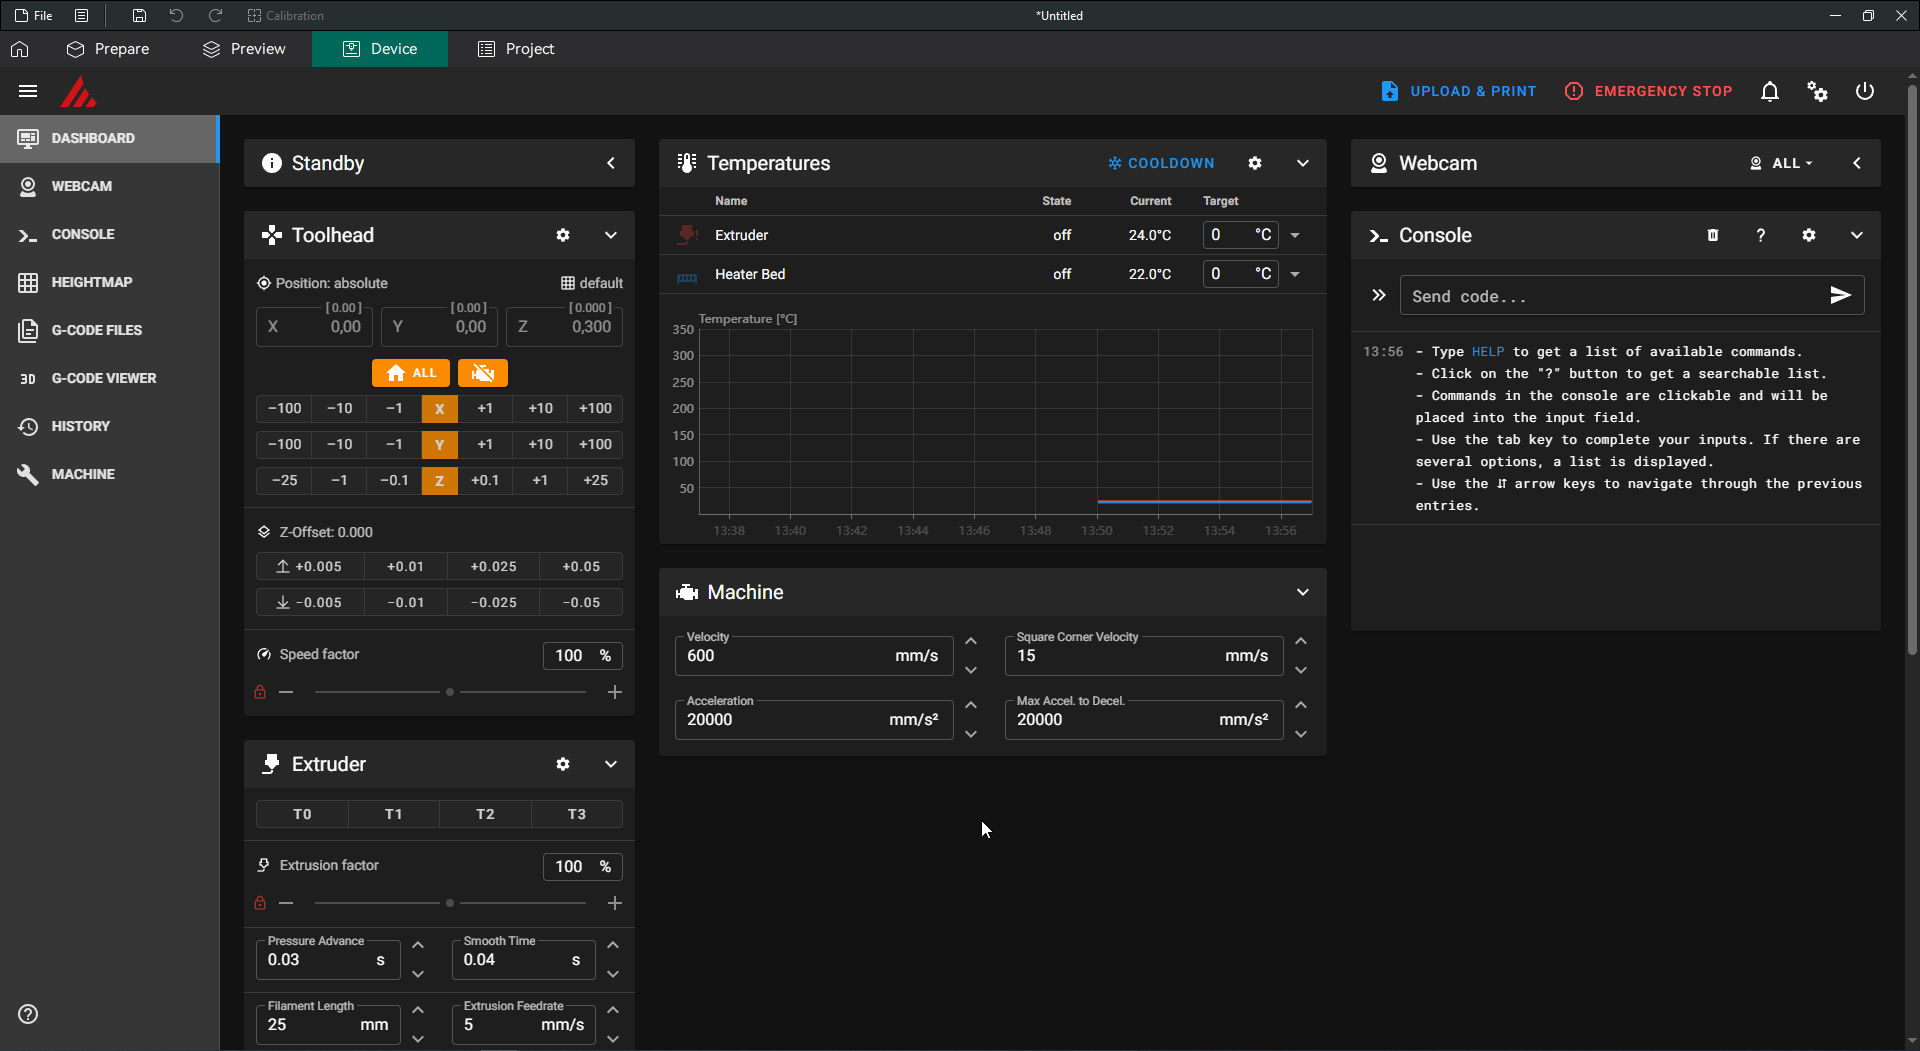 File
Calibration
*Untitled
Prepare
Preview
Device
Project
UPLOAD & PRINT
EMERGENCY STOP
DASHBOARD
WEBCAM
CONSOLE
HEIGHTMAP
G-CODE FILES
3D G-CODE VIEWER
HISTORY
MACHINE
Standby
Toolhead
Position: absolute
default
[0.00] [0.00] [0.000]
X 0,00 Y 0,00 Z 0,300
ALL
-100 -10 -1 X +1 +10 +100
-100 -10 -1 Y +1 +10 +100
-25 -1 -0.1 Z +0.1 +1 +25
Z-Offset: 0.000
+0.005 +0.01 +0.025 +0.05
-0.005 -0.01 -0.025 -0.05
Speed factor 100 %
Extruder
T0 T1 T2 T3
Extrusion factor 100 %
Pressure Advance
0.03 s
Smooth Time
0.04 s
Filament Length
25 mm
Extrusion Feedrate
5 mm/s
Temperatures
COOLDOWN
Name State Current Target
Extruder off 24.0°C 0 °C
Heater Bed off 22.0°C 0 °C
Temperature [°C]
350
300
250
200
150
100
50
13:38 13:40 13:42 13:44 13:46 13:48 13:50 13:52 13:54 13:56
Machine
Velocity
600 mm/s
Square Corner Velocity
15 mm/s
Acceleration
20000 mm/s²
Max Accel. to Decel.
20000 mm/s²
Webcam
ALL
Console
Send code...
13:56 - Type HELP to get a list of available commands.
- Click on the "?" button to get a searchable list.
- Commands in the console are clickable and will be
placed into the input field.
- Use the tab key to complete your inputs. If there are
several options, a list is displayed.
- Use the ⇵ arrow keys to navigate through the previous
entries.